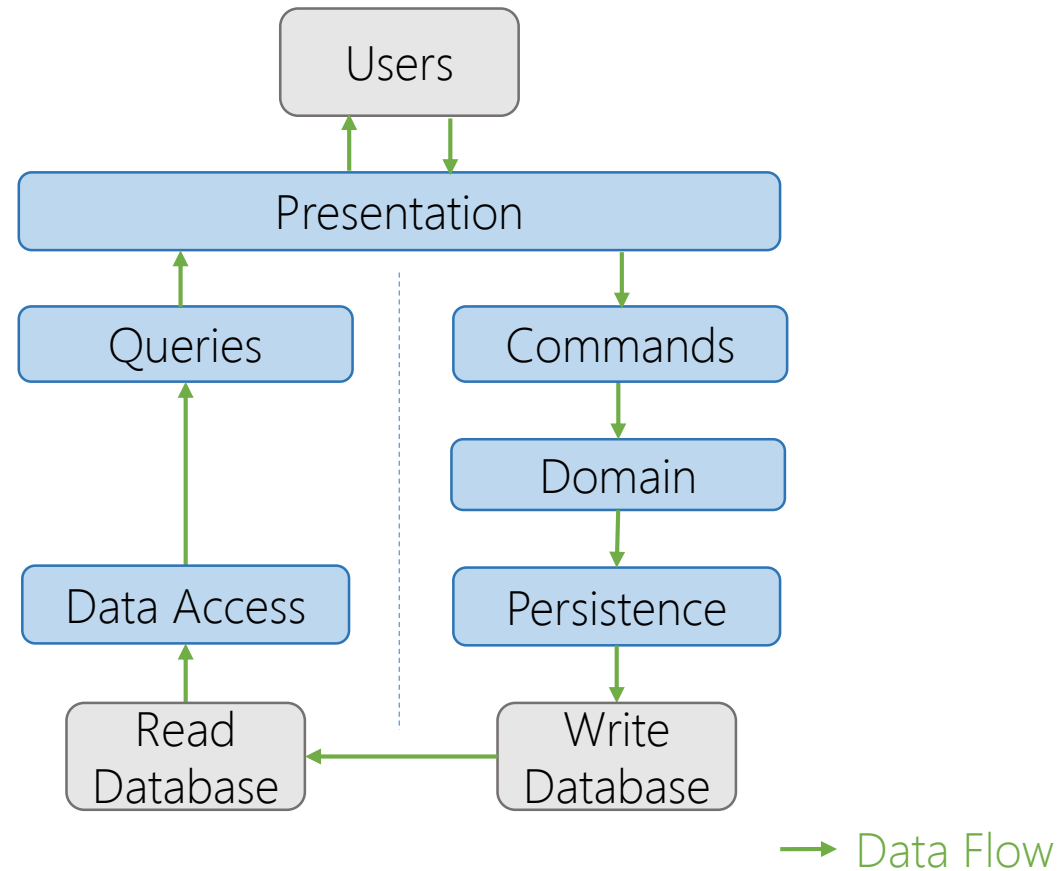 Users
Presentation
Queries
Commands
Domain
Data Access
Persistence
Read
Database
Write
Database
Data Flow